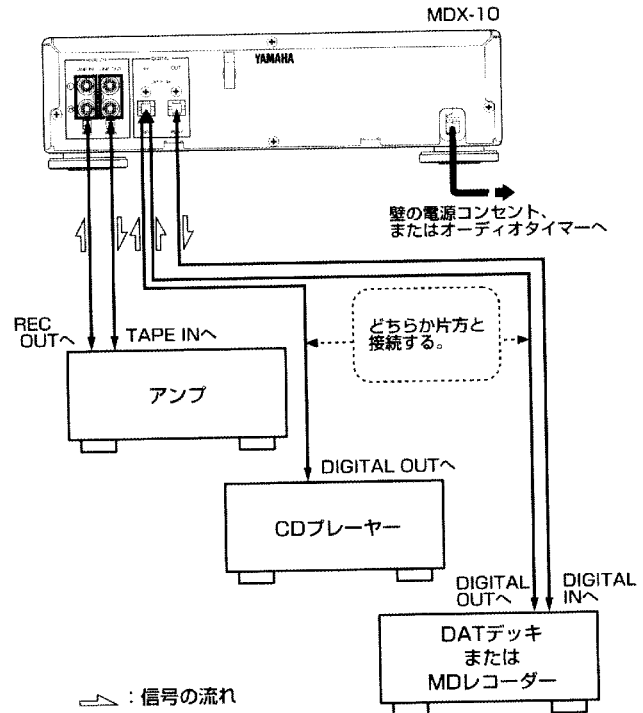 MDX-10
YAMAHA
DIGITAL
OUT
壁の電源コンセント、
またはオーディオタイマーへ
REC
OUTへ
TAPE INへ
どちらか片方と
接続する。
アンプ
DIGITAL OUTへ
CDプレーヤー
DIGITAL
OUTへ
DIGITAL
INへ
DATデッキ
または
MDレコーダー
：信号の流れ